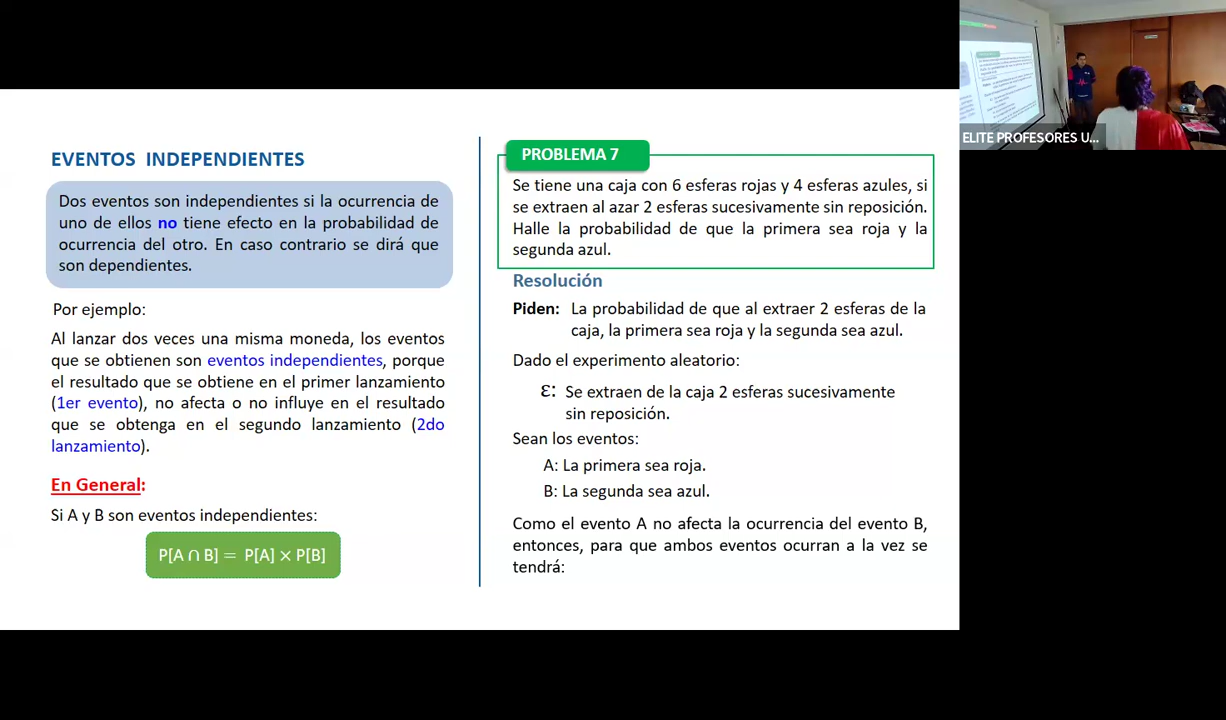 EVENTOS INDEPENDIENTES
Dos eventos son independientes si la ocurrencia de
uno de ellos no tiene efecto en la probabilidad de
ocurrencia del otro. En caso contrario se dirá que
son dependientes.
Por ejemplo:
Al lanzar dos veces una misma moneda, los eventos
que se obtienen son eventos independientes, porque
el resultado que se obtiene en el primer lanzamiento
(1er evento), no afecta o no influye en el resultado
que se obtenga en el segundo lanzamiento (2do
lanzamiento).
En General:
Si A y B son eventos independientes:
P[A ∩ B] = P[A] × P[B]
PROBLEMA 7
Se tiene una caja con 6 esferas rojas y 4 esferas azules, si
se extraen al azar 2 esferas sucesivamente sin reposición.
Halle la probabilidad de que la primera sea roja y la
segunda azul.
Resolución
Piden: La probabilidad de que al extraer 2 esferas de la
caja, la primera sea roja y la segunda sea azul.
Dado el experimento aleatorio:
ε: Se extraen de la caja 2 esferas sucesivamente
sin reposición.
Sean los eventos:
A: La primera sea roja.
B: La segunda sea azul.
Como el evento A no afecta la ocurrencia del evento B,
entonces, para que ambos eventos ocurran a la vez se
tendrá:
ELITE PROFESORES U...